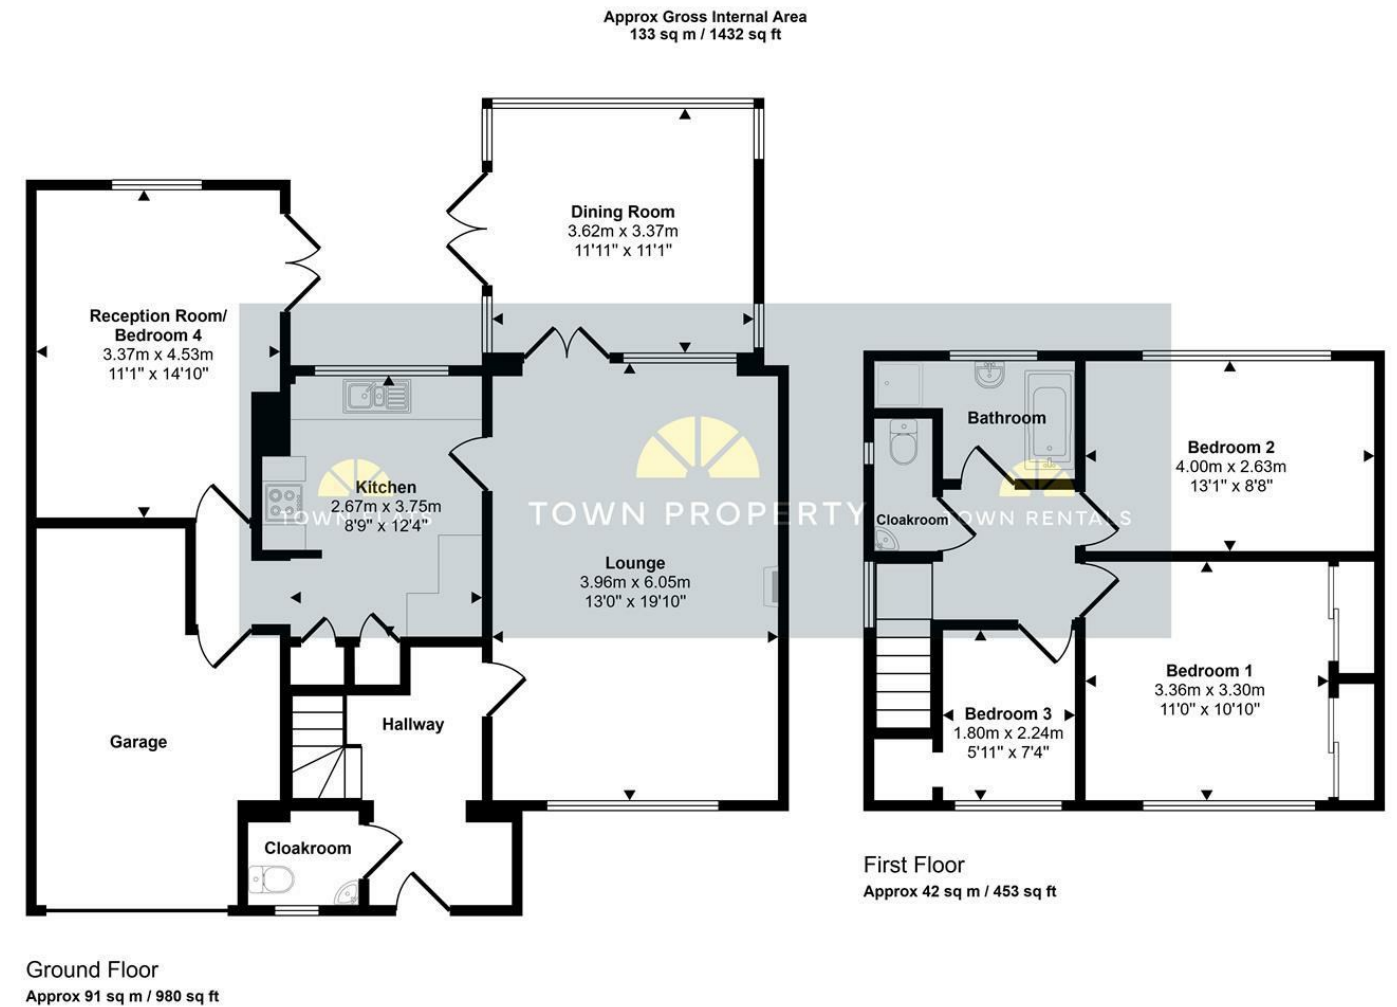 Approx Gross Internal Area
133 sq m / 1432 sq ft
Dining Room
3.62m x 3.37m
11'11" x 11'1"
Reception Room/
Bedroom 4
3.37m x 4.53m
11'1" x 14'10"
Kitchen
2.67m x 3.75m
8'9" x 12'4"
TOWN FLATS
TOWN PROPERTY
TOWN RENTALS
Lounge
3.96m x 6.05m
13'0" x 19'10"
Hallway
Garage
Cloakroom
Bathroom
Bedroom 2
4.00m x 2.63m
13'1" x 8'8"
Cloakroom
Bedroom 1
3.36m x 3.30m
11'0" x 10'10"
Bedroom 3
1.80m x 2.24m
5'11" x 7'4"
First Floor
Approx 42 sq m / 453 sq ft
Ground Floor
Approx 91 sq m / 980 sq ft